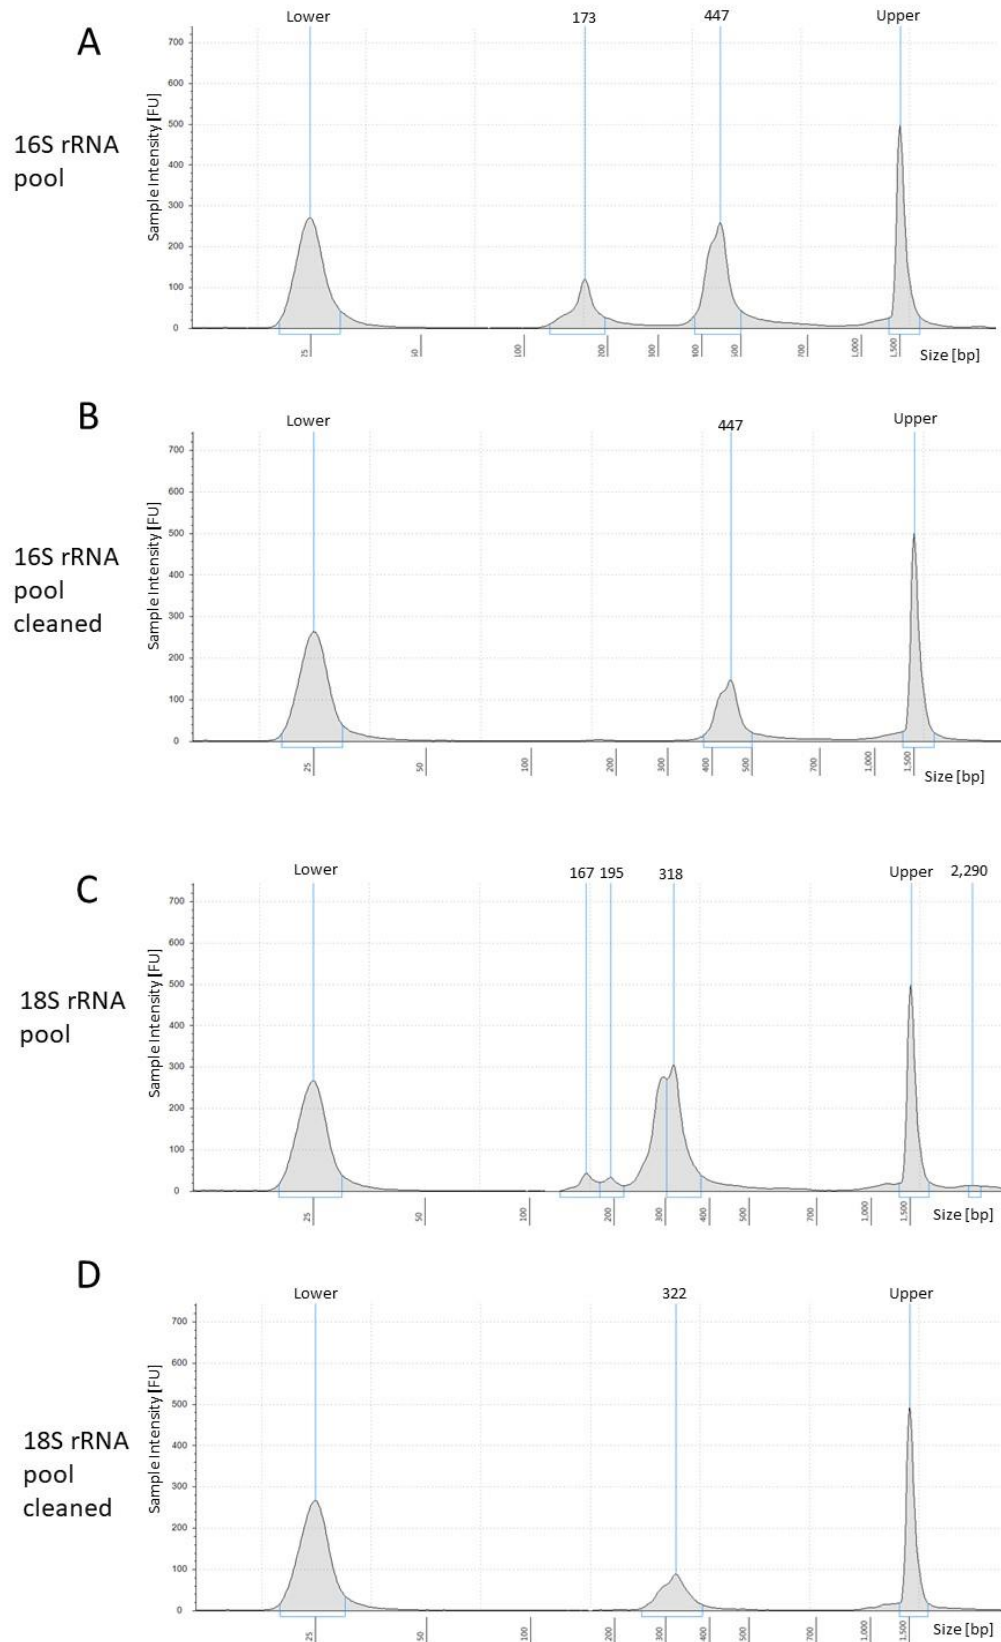 A
16S rRNA
pool
Lower
173
447
Upper
Sample Intensity [FU]
700
600
500
400
300
200
100
0
25
50
100
200
300
400
500
700
1,000
1,500
Size [bp]
B
16S rRNA
pool
cleaned
Lower
447
Upper
Sample Intensity [FU]
700
600
500
400
300
200
100
0
25
50
100
200
300
400
500
700
1,000
1,500
Size [bp]
C
18S rRNA
pool
Lower
167 195
318
Upper
2,290
Sample Intensity [FU]
700
600
500
400
300
200
100
0
25
50
100
200
300
400
500
700
1,000
1,500
Size [bp]
D
18S rRNA
pool
cleaned
Lower
322
Upper
Sample Intensity [FU]
700
600
500
400
300
200
100
0
25
50
100
200
300
400
500
700
1,000
1,500
Size [bp]